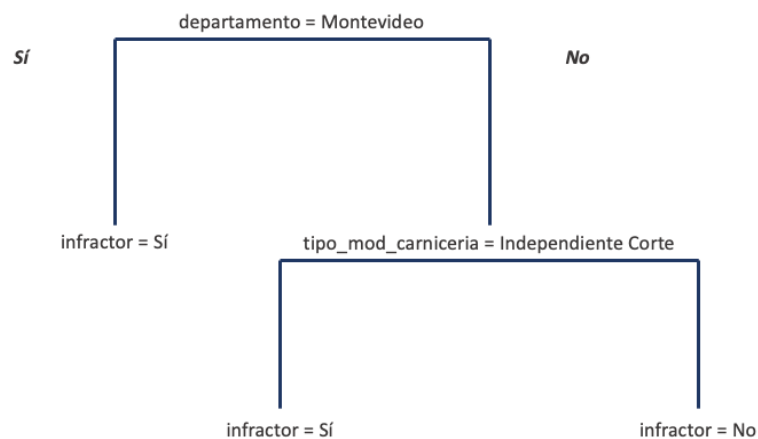 departamento = Montevideo
Sí
No
infractor = Sí
tipo_mod_carniceria = Independiente Corte
infractor = Sí
infractor = No